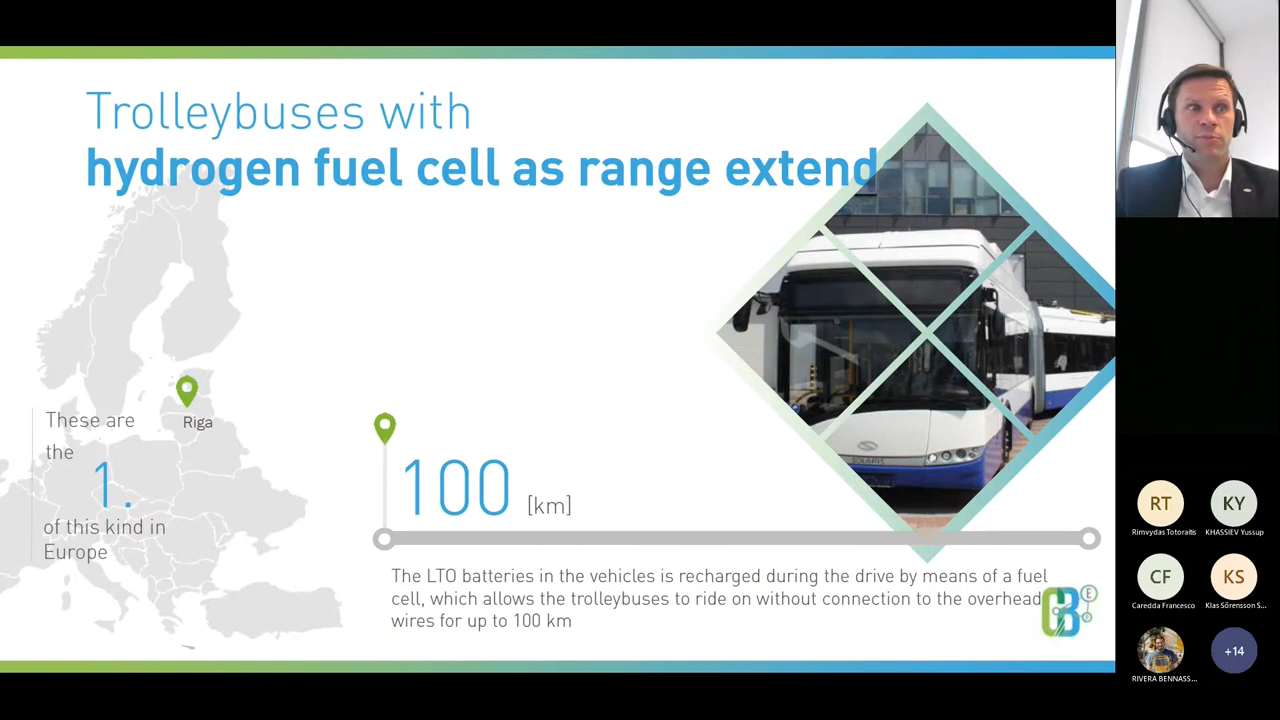 Trolleybuses with
hydrogen fuel cell as range extend
These are
the
1.
of this kind in
Europe
Riga
100 [km]
The LTO batteries in the vehicles is recharged during the drive by means of a fuel
cell, which allows the trolleybuses to ride on without connection to the overhead
wires for up to 100 km
SOLARIS
E
RT
KY
Rimvydas Totoraitis
KHASSIEV Yussup
CF
KS
Caredda Francesco
Klas Sörensson S...
+14
RIVERA BENNASS...